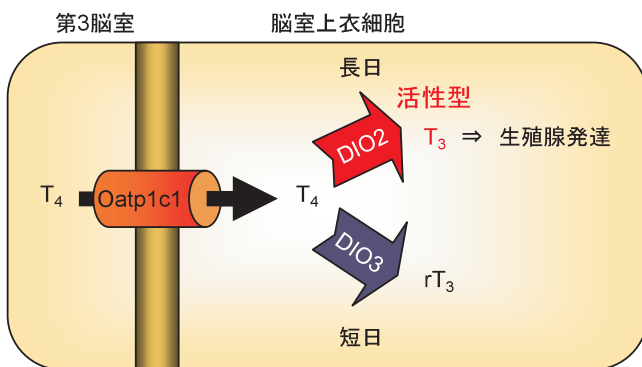 第3脳室
脳室上衣細胞
長日
活性型
DIO2
T3 ⇒ 生殖腺発達
T4
Oatp1c1
T4
DIO3
rT3
短日